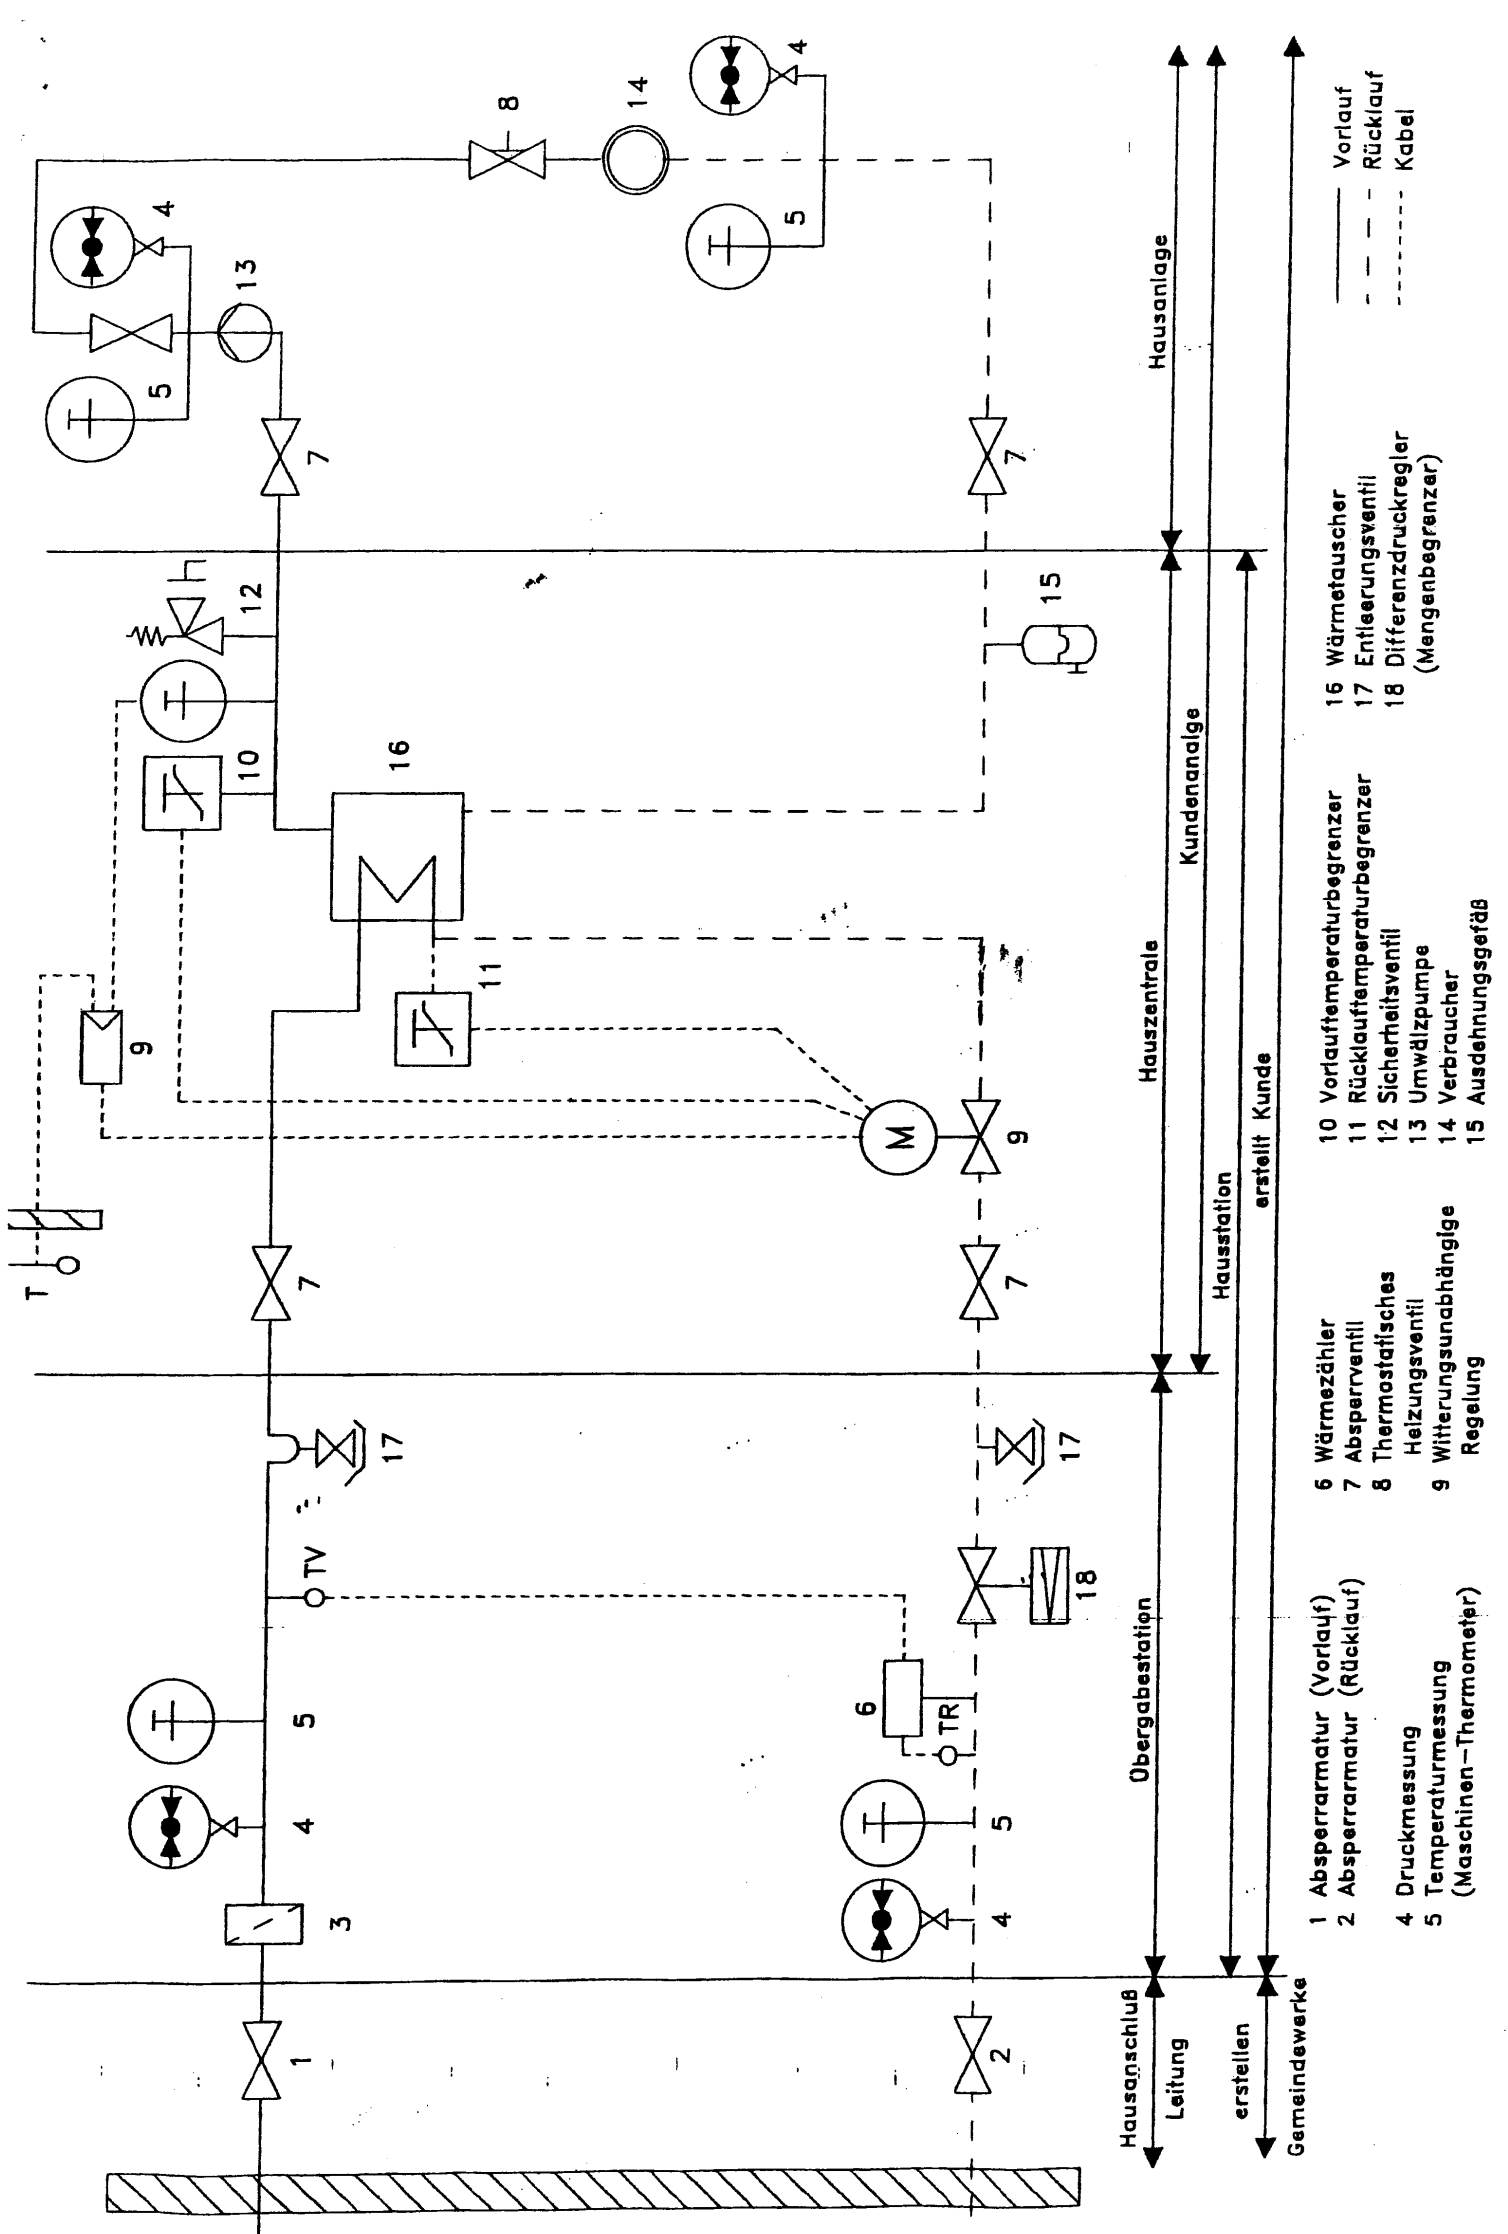 T
9
10
12
5
4
13
8
14
4
5
7
16
11
M
9
7
7
7
15
17
TV
5
4
3
1
17
18
6
TR
5
4
2
Hausanschluß
Leitung
Übergabestation
Hauszentrale
Hausanlage
Kundenanalge
Hausstation
erstellen
Gemeindewerke
erstellt Kunde
1 Absperrarmatur (Vorlauf)
2 Absperrarmatur (Rücklauf)
4 Druckmessung
5 Temperaturmessung
(Maschinen-Thermometer)
6 Wärmezähler
7 Absperrventil
8 Thermostatisches
Heizungsventil
9 Witterungsunabhängige
Regelung
10 Vorlauftemperaturbegrenzer
11 Rücklauftemperaturbegrenzer
12 Sicherheitsventil
13 Umwälzpumpe
14 Verbraucher
15 Ausdehnungsgefäß
16 Wärmetauscher
17 Entleerungsventil
18 Differenzdruckregler
(Mengenbegrenzer)
Vorlauf
Rücklauf
Kabel